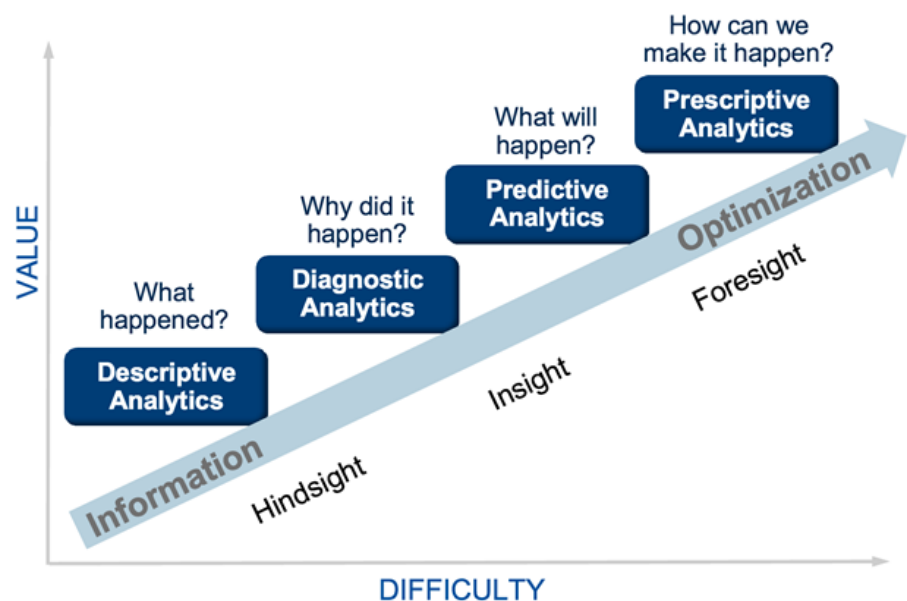 How can we
make it happen?
Prescriptive
Analytics
What will
happen?
Predictive
Analytics
Why did it
happen?
Diagnostic
Analytics
What
happened?
Descriptive
Analytics
VALUE
Optimization
Foresight
Insight
Information
Hindsight
DIFFICULTY